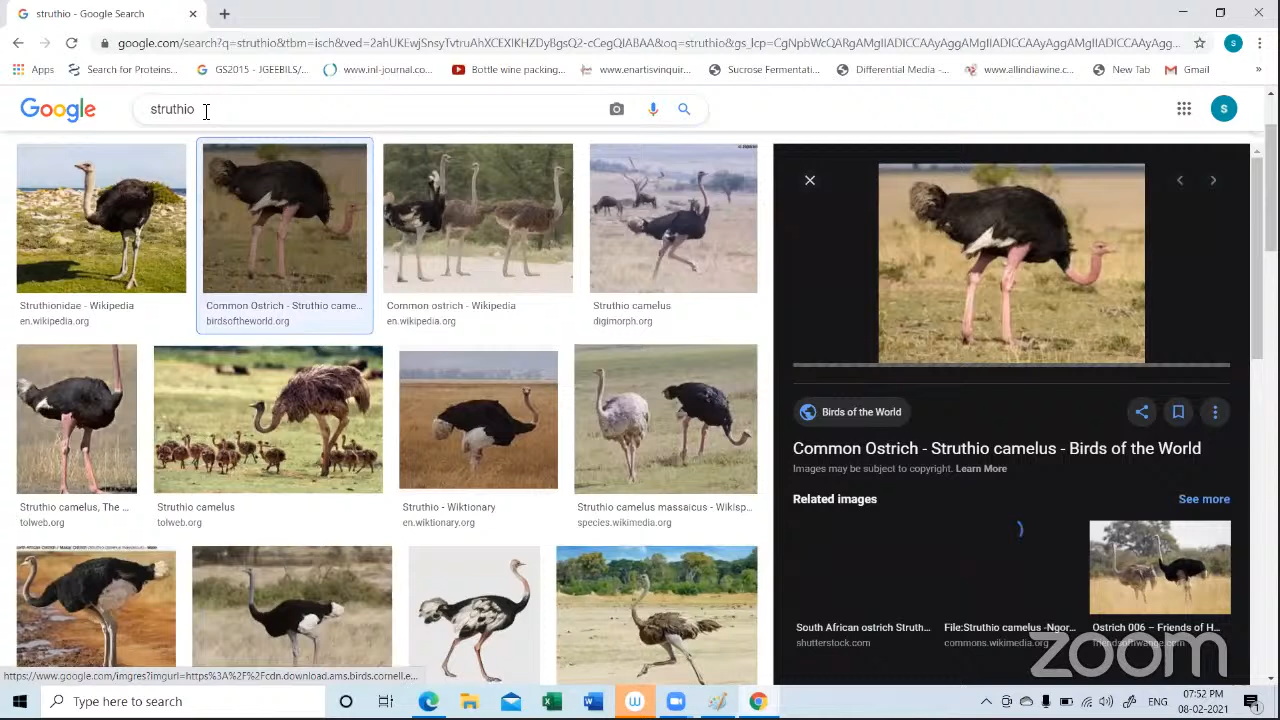 struthio - Google Search
google.com/search?q=struthio&tbm=isch&ved=2ahUKEwjSnsyTvtruAhXCEXIKHZDyBgsQ2-cCegQIABAA&oq=struthio&gs_lcp=CgNpbWcQARgAMgIIADICCAAyAggAMgIIADICCAAyAggAMgIIADICCAAyAgg...
S
Apps
Search for Proteins...
GS2015 - JGEEBILS/...
www.inl-journal.co...
Bottle wine packing...
www.enartisvinquir...
Sucrose Fermentati...
Differential Media -...
www.allindiawine.c...
New Tab
Gmail
»
Google
struthio
S
Struthionidae - Wikipedia
en.wikipedia.org
Common Ostrich - Struthio came...
birdsoftheworld.org
Common ostrich - Wikipedia
en.wikipedia.org
Struthio camelus
digimorph.org
Struthio camelus, The ...
tolweb.org
Struthio camelus
tolweb.org
Struthio - Wiktionary
en.wiktionary.org
Struthio camelus massaicus - Wikisp...
species.wikimedia.org
Birds of the World
Common Ostrich - Struthio camelus - Birds of the World
Images may be subject to copyright. Learn More
Related images
See more
South African ostrich Struth...
shutterstock.com
File:Struthio camelus -Ngor...
commons.wikimedia.org
Ostrich 006 – Friends of H...
friendsofhwange.com
zoom
https://www.google.com/imgres?imgurl=https%3A%2F%2Fcdn.download.ams.birds.cornell.e...
Type here to search
07:52 PM
08-02-2021